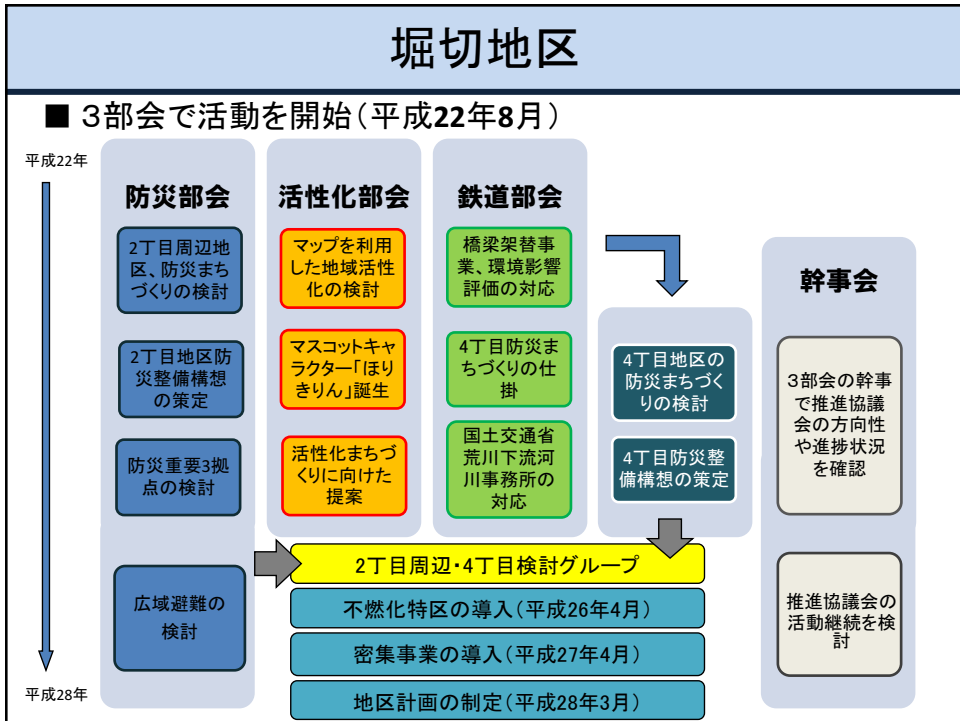 堀切地区
■ 3部会で活動を開始(平成22年8月)
平成22年
防災部会
2丁目周辺地
区、防災まち
づくりの検討
2丁目地区防
災整備構想
の策定
防災重要3拠
点の検討
広域避難の
検討
活性化部会
マップを利用
した地域活性
化の検討
マスコットキャ
ラクター「ほり
きりん」誕生
活性化まちづ
くりに向けた
提案
鉄道部会
橋梁架替事
業、環境影響
評価の対応
4丁目防災ま
ちづくりの仕
掛
国土交通省
荒川下流河
川事務所の
対応
4丁目地区の
防災まちづく
りの検討
4丁目防災整
備構想の策定
2丁目周辺・4丁目検討グループ
不燃化特区の導入(平成26年4月)
密集事業の導入(平成27年4月)
地区計画の制定(平成28年3月)
幹事会
3部会の幹事
で推進協議
会の方向性
や進捗状況
を確認
推進協議会の
活動継続を検
討
平成28年